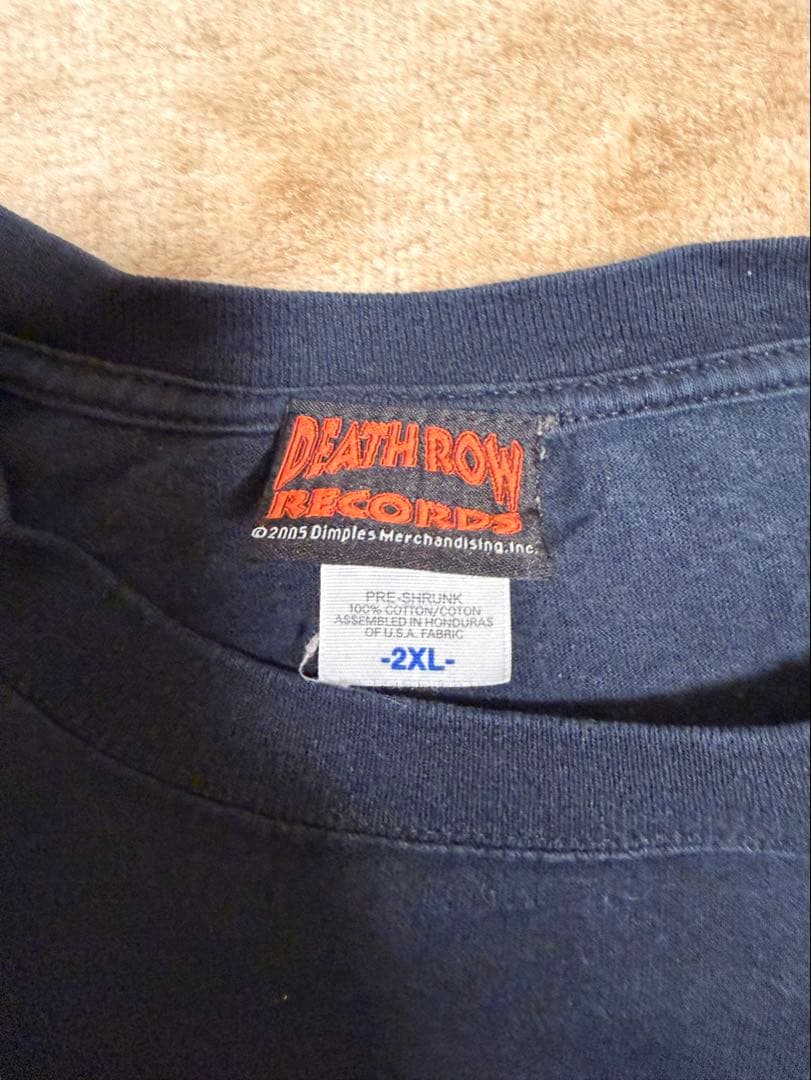 DEATH ROW
RECORDS
©2005 Dimples Merchandising, Inc.
PRE-SHRUNK
100% COTTON/COTON
ASSEMBLED IN HONDURAS
OF U.S.A. FABRIC
-2XL-